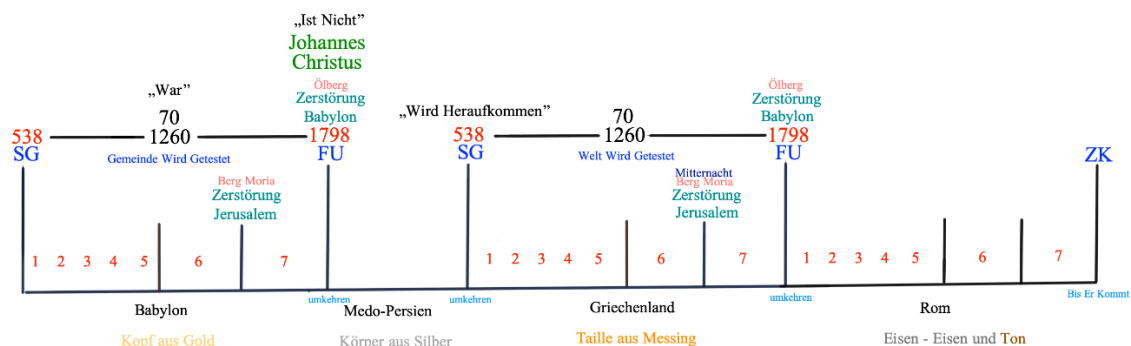 „Ist Nicht”
Johannes
Christus
Ölberg
Zerstörung
Babylon
„War”
70
1260
538
SG
1798
FU
Gemeinde Wird Getestet
Berg Moria
Zerstörung
Jerusalem
„Wird Heraufkommen”
70
1260
538
SG
Ölberg
Zerstörung
Babylon
1798
FU
Welt Wird Getestet
Mitternacht
Berg Moria
Zerstörung
Jerusalem
ZK
1 2 3 4 5 6 7
1 2 3 4 5 6 7
1 2 3 4 5 6 7
umkehren
umkehren
umkehren
Bis Er Kommt
Babylon
Medo-Persien
Griechenland
Rom
Kopf aus Gold
Körper aus Silber
Taille aus Messing
Eisen - Eisen und Ton